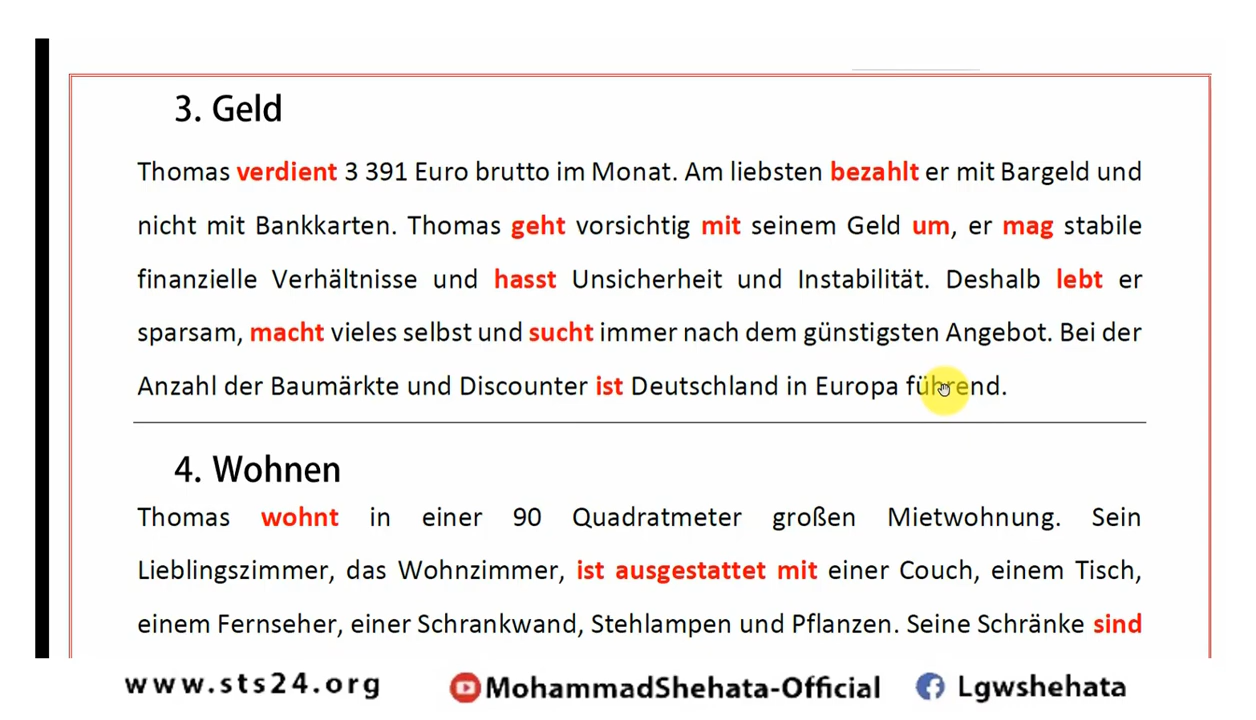 3. Geld
Thomas verdient 3 391 Euro brutto im Monat. Am liebsten bezahlt er mit Bargeld und
nicht mit Bankkarten. Thomas geht vorsichtig mit seinem Geld um, er mag stabile
finanzielle Verhältnisse und hasst Unsicherheit und Instabilität. Deshalb lebt er
sparsam, macht vieles selbst und sucht immer nach dem günstigsten Angebot. Bei der
Anzahl der Baumärkte und Discounter ist Deutschland in Europa führend.
4. Wohnen
Thomas wohnt in einer 90 Quadratmeter großen Mietwohnung. Sein
Lieblingszimmer, das Wohnzimmer, ist ausgestattet mit einer Couch, einem Tisch,
einem Fernseher, einer Schrankwand, Stehlampen und Pflanzen. Seine Schränke sind
www.sts24.org MohammadShehata-Official Lgwshehata